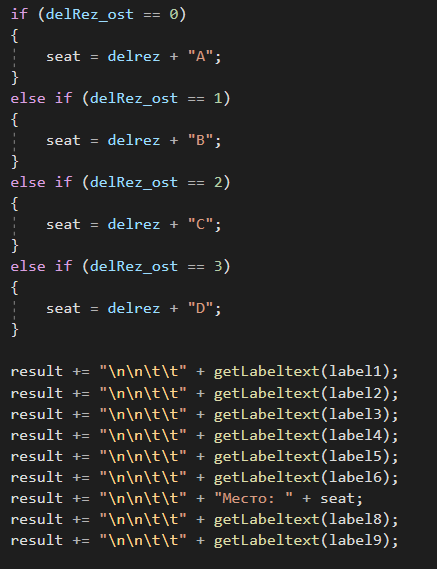 if (delRez_ost == 0)
{
    seat = delrez + "A";
}
else if (delRez_ost == 1)
{
    seat = delrez + "B";
}
else if (delRez_ost == 2)
{
    seat = delrez + "C";
}
else if (delRez_ost == 3)
{
    seat = delrez + "D";
}

result += "\n\n\t\t" + getLabeltext(label1);
result += "\n\n\t\t" + getLabeltext(label2);
result += "\n\n\t\t" + getLabeltext(label3);
result += "\n\n\t\t" + getLabeltext(label4);
result += "\n\n\t\t" + getLabeltext(label5);
result += "\n\n\t\t" + getLabeltext(label6);
result += "\n\n\t\t" + "Место: " + seat;
result += "\n\n\t\t" + getLabeltext(label8);
result += "\n\n\t\t" + getLabeltext(label9);